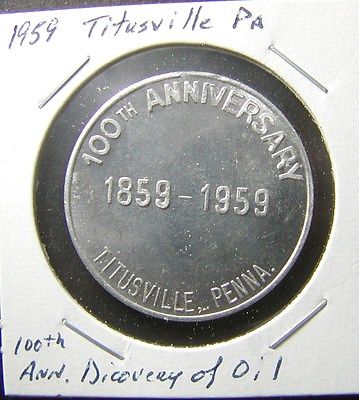 1959 Titusville PA
100TH ANNIVERSARY
1859-1959
TITUSVILLE, PENNA.
100th
Ann. Dicovery of Oil